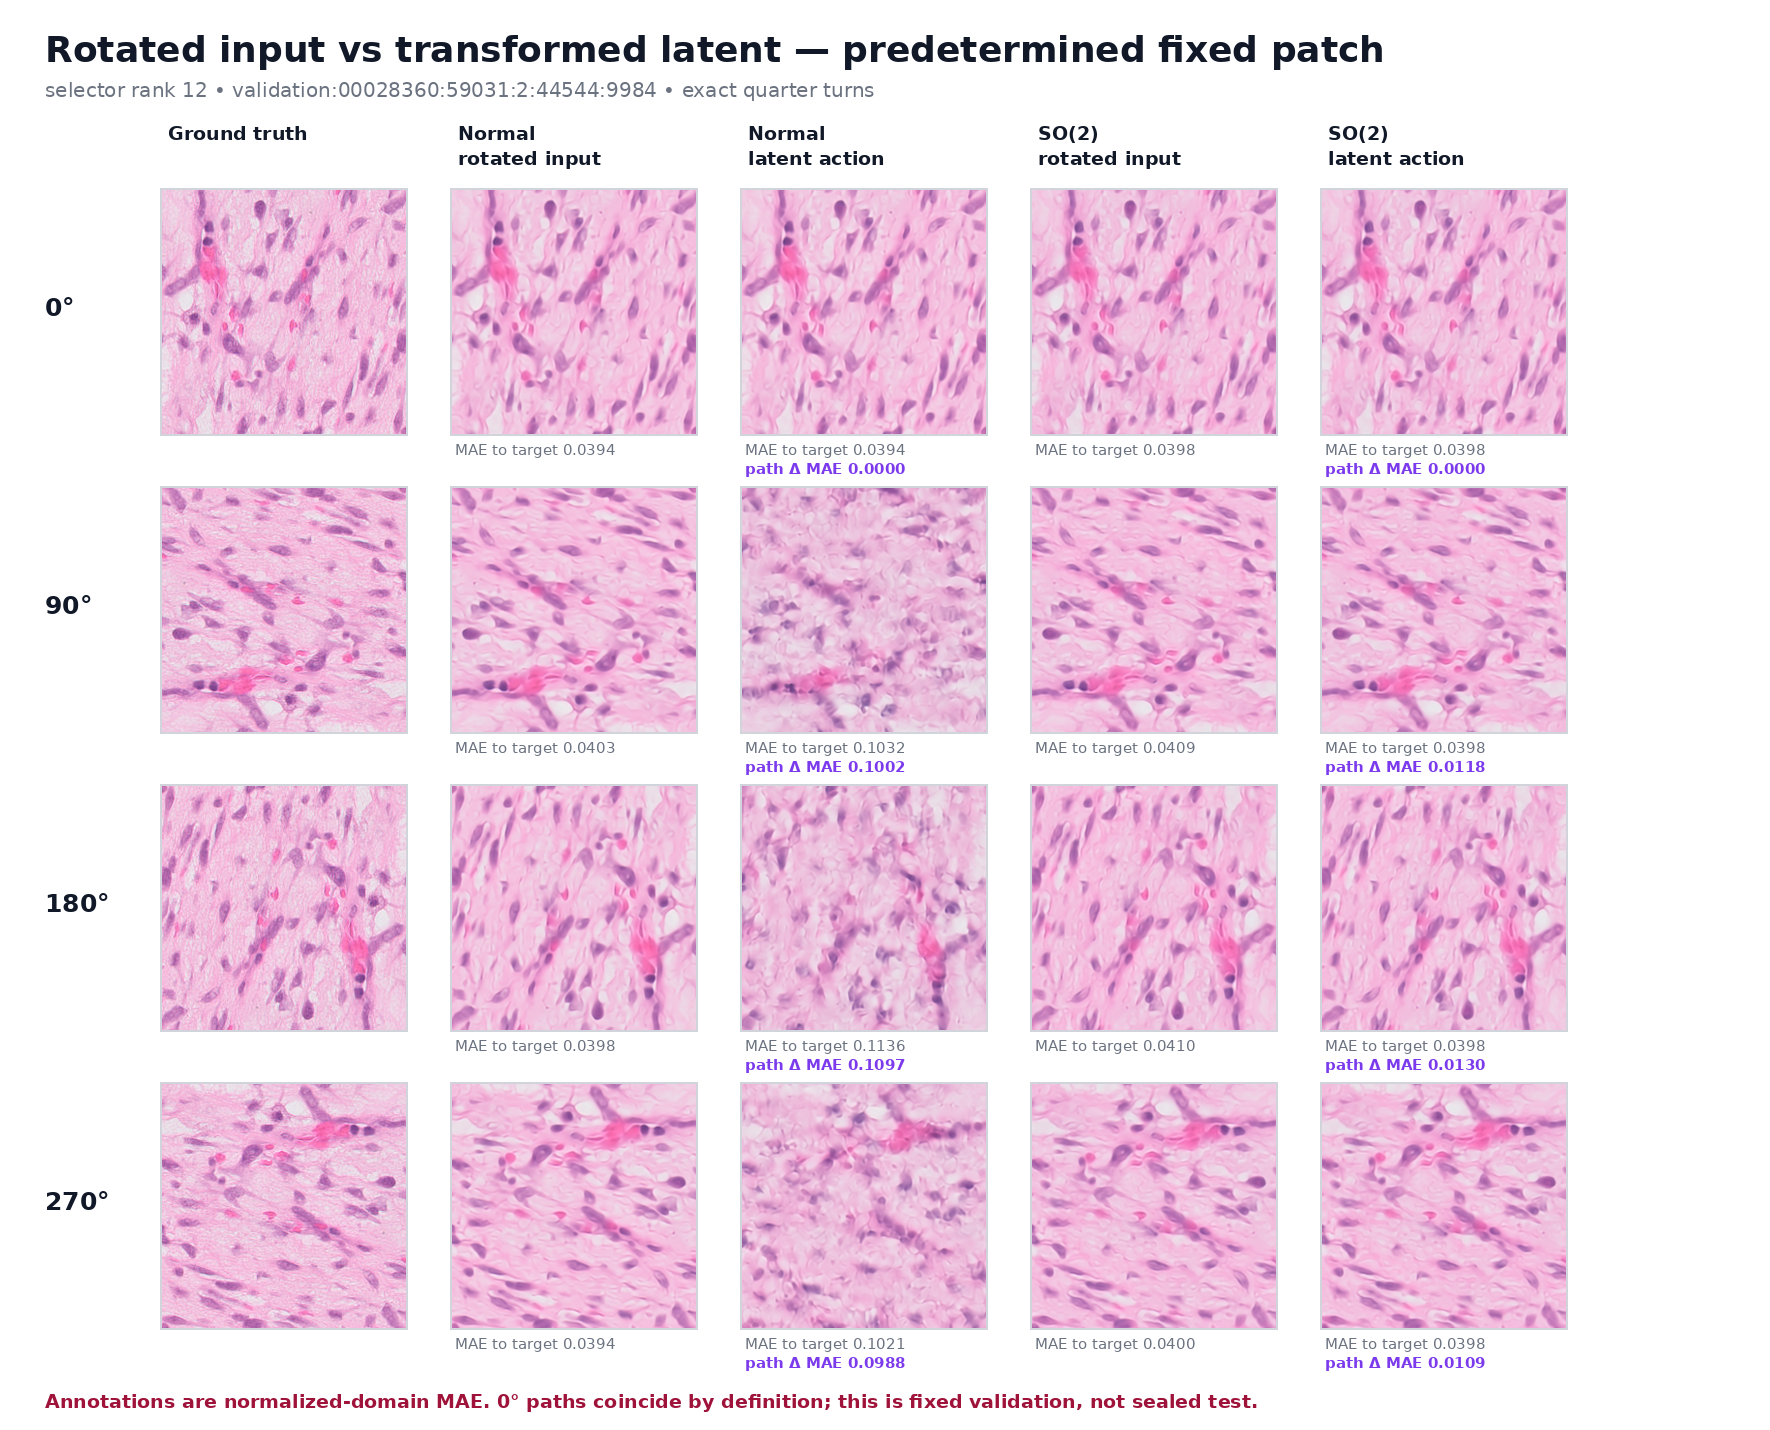 Rotated input vs transformed latent — predetermined fixed patch
selector rank 12 • validation:00028360:59031:2:44544:9984 • exact quarter turns
Ground truth
Normal
rotated input
Normal
latent action
SO(2)
rotated input
SO(2)
latent action
0°
MAE to target 0.0394
MAE to target 0.0394
path Δ MAE 0.0000
MAE to target 0.0398
MAE to target 0.0398
path Δ MAE 0.0000
90°
MAE to target 0.0403
MAE to target 0.1032
path Δ MAE 0.1002
MAE to target 0.0409
MAE to target 0.0398
path Δ MAE 0.0118
180°
MAE to target 0.0398
MAE to target 0.1136
path Δ MAE 0.1097
MAE to target 0.0410
MAE to target 0.0398
path Δ MAE 0.0130
270°
MAE to target 0.0394
MAE to target 0.1021
path Δ MAE 0.0988
MAE to target 0.0400
MAE to target 0.0398
path Δ MAE 0.0109
Annotations are normalized-domain MAE. 0° paths coincide by definition; this is fixed validation, not sealed test.